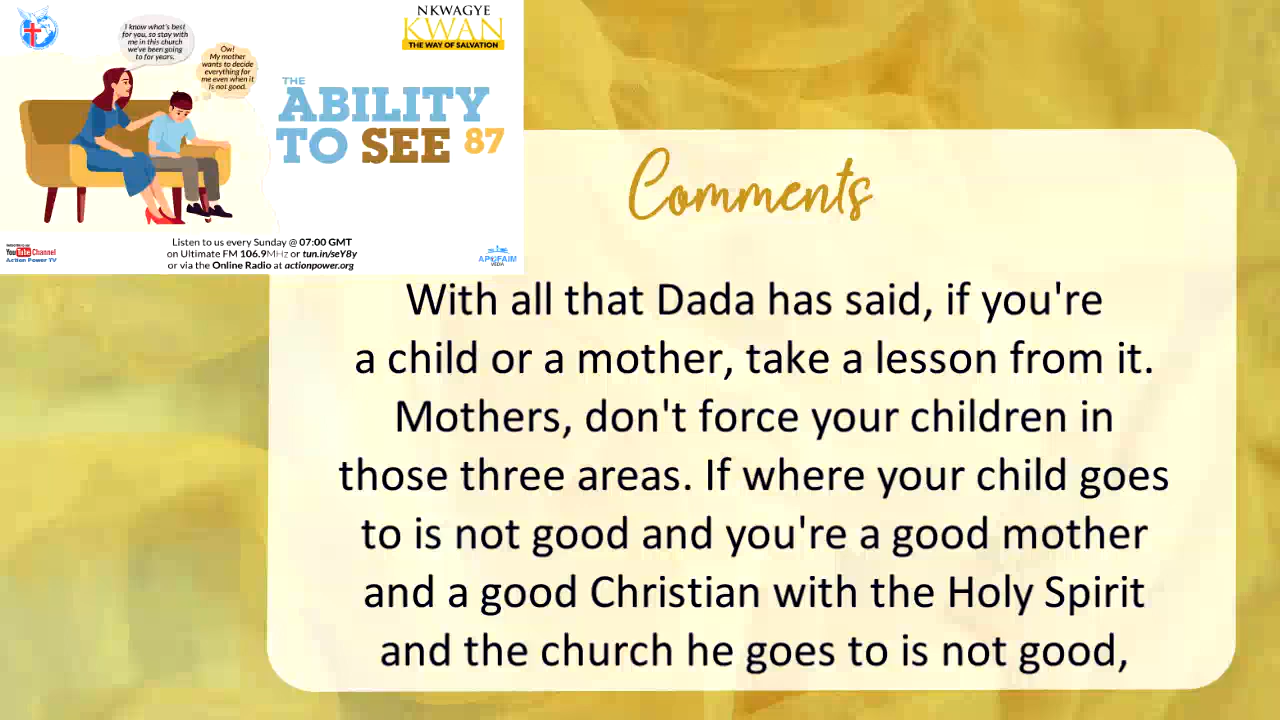 I know what's best
for you, so stay with
me in this church
we've been going
to for years.
Ow!
My mother
wants to decide
everything for
me even when it
is not good.
NKWAGYE
KWAN
THE WAY OF SALVATION
THE
ABILITY
TO SEE 87
Listen to us every Sunday @ 07:00 GMT
on Ultimate FM 106.9MHz or tun.in/seY8y
or via the Online Radio at actionpower.org
YouTube Channel
Action Power TV
APOFAIM
MEDIA
Comments
With all that Dada has said, if you're
a child or a mother, take a lesson from it.
Mothers, don't force your children in
those three areas. If where your child goes
to is not good and you're a good mother
and a good Christian with the Holy Spirit
and the church he goes to is not good,